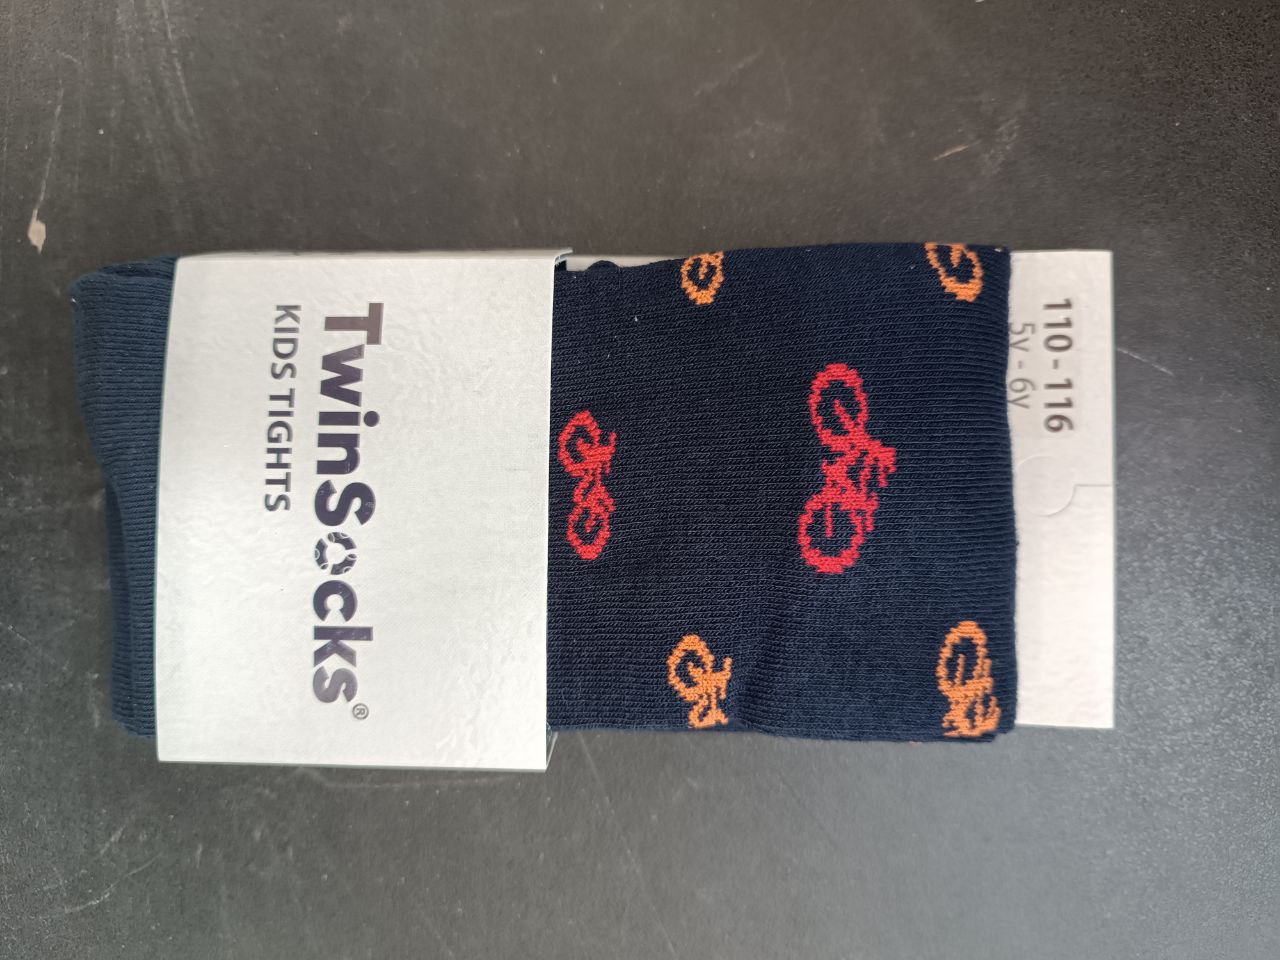 110 - 116
5y - 6y
TwinSocks®
KIDS TIGHTS